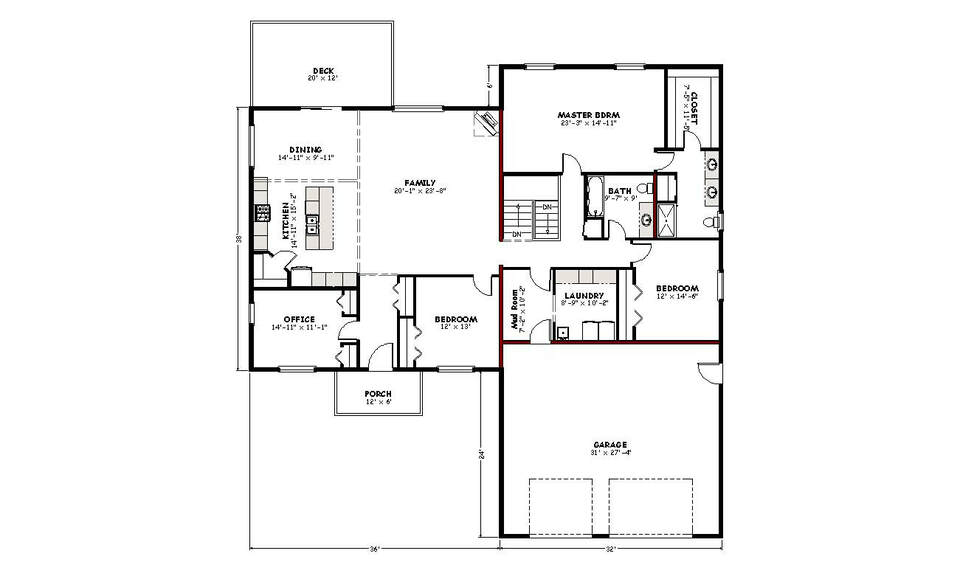 DECK
20' x 12'
6'
MASTER BDRM
23'-3" x 14'-11"
CLOSET
7'-5" x 11'-8"
DINING
14'-11" x 9'-11"
FAMILY
20'-1" x 23'-8"
BATH
9'-7" x 9'
KITCHEN
14'-11" x 15'-2"
DN
DN
38'
OFFICE
14'-11" x 11'-1"
BEDROOM
12' x 13'
Mud Room
7'-2" x 10'-2"
LAUNDRY
8'-9" x 10'-2"
BEDROOM
12' x 14'-6"
PORCH
12' x 6'
GARAGE
31' x 27'-4"
24'
36'
32'